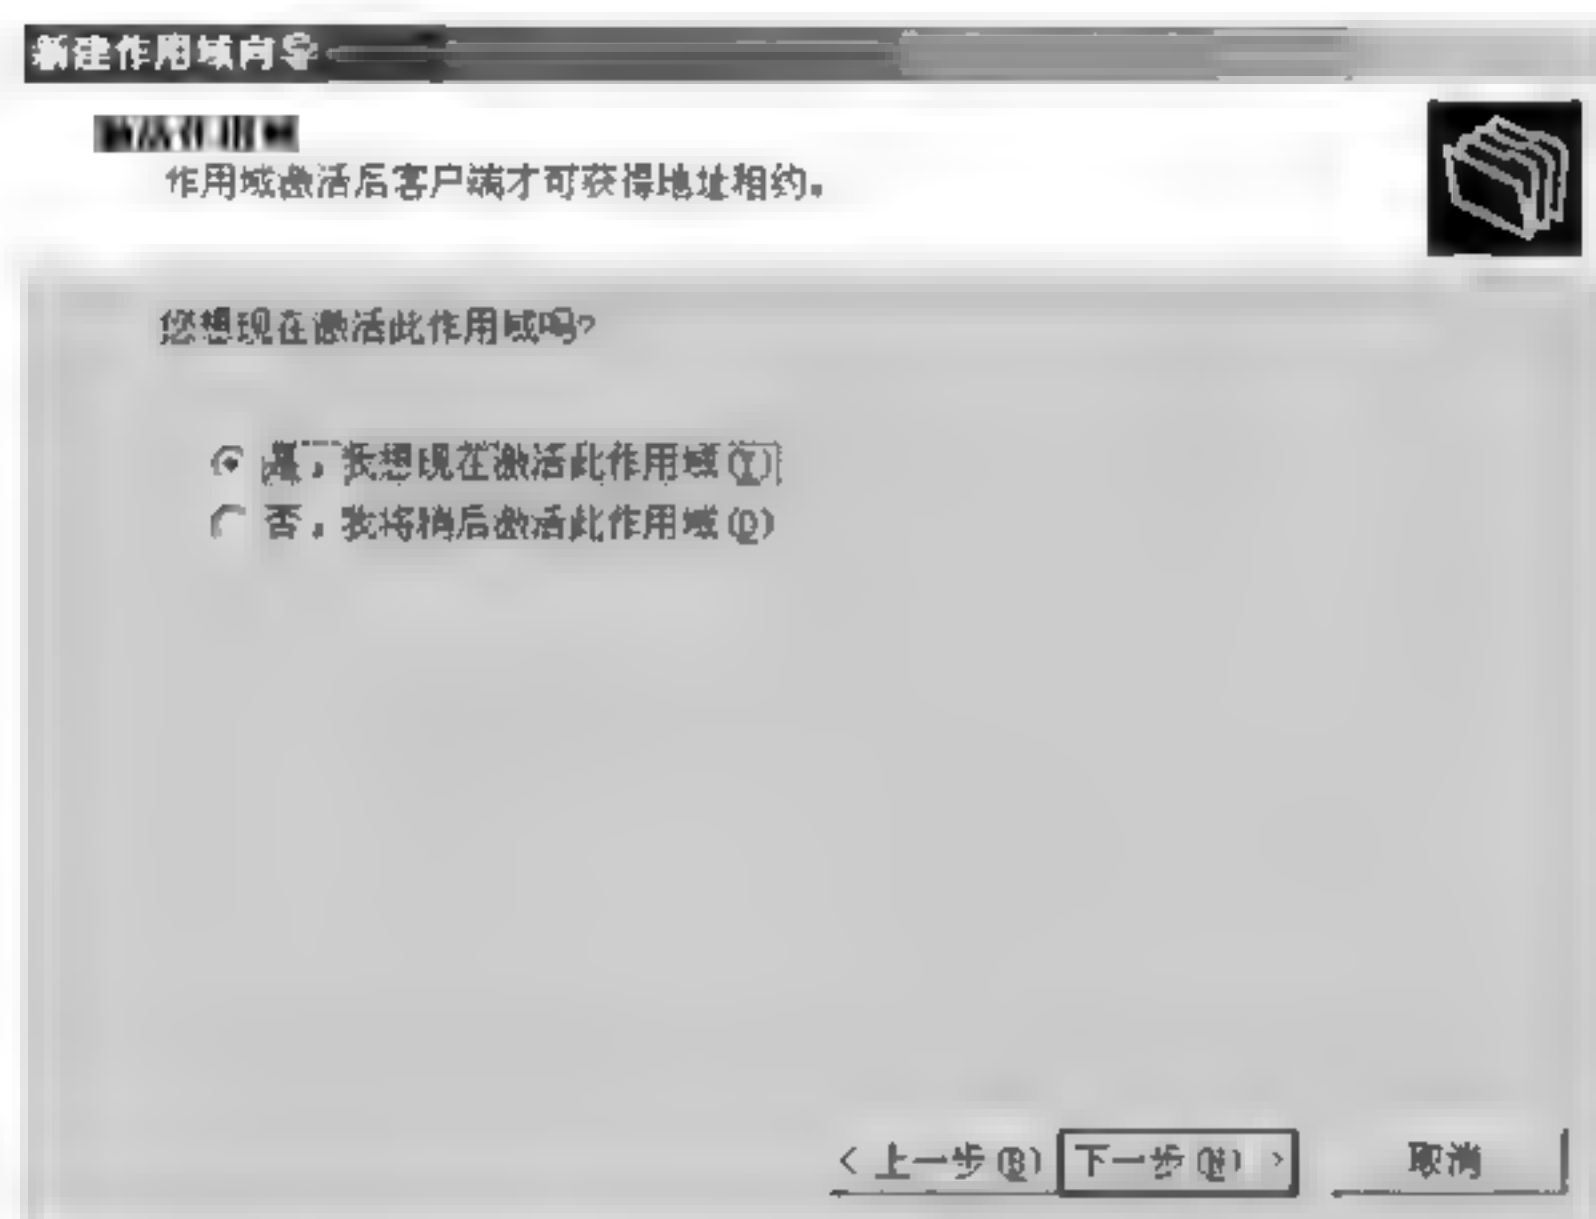 新建作用域向导
作用域激活后客户端才可获得地址租约。
您想现在激活此作用域吗?
是，我想现在激活此作用域(Y)
否，我将稍后激活此作用域(O)
< 上一步(B) 下一步(N) > 取消